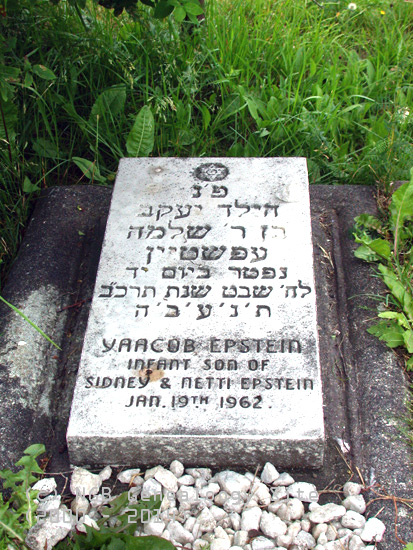 פ נ
הילד יעקב
בן ר' שלמה
עפשטיין
נפטר ביום יד
לח' שבט שנת תרכ"ב
ת'נ'ע'ב'ה
YAACOB EPSTEIN
INFANT SON OF
SIDNEY & NETTI EPSTEIN
JAN. 19TH 1962.